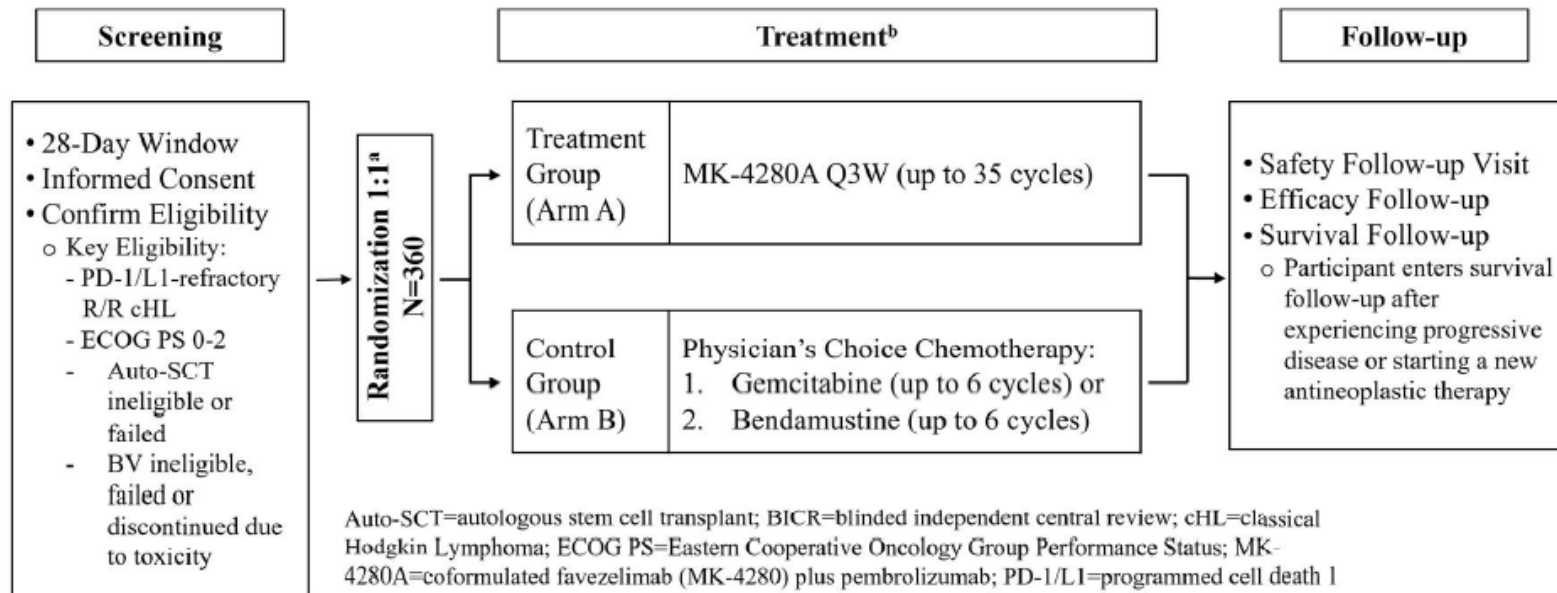 Screening
Treatmentᵇ
Follow-up
• 28-Day Window
• Informed Consent
• Confirm Eligibility
o Key Eligibility:
- PD-1/L1-refractory
R/R cHL
- ECOG PS 0-2
- Auto-SCT
ineligible or
failed
- BV ineligible,
failed or
discontinued due
to toxicity
Randomization 1:1ᵃ
N=360
Treatment
Group
(Arm A)
MK-4280A Q3W (up to 35 cycles)
Control
Group
(Arm B)
Physician's Choice Chemotherapy:
1. Gemcitabine (up to 6 cycles) or
2. Bendamustine (up to 6 cycles)
• Safety Follow-up Visit
• Efficacy Follow-up
• Survival Follow-up
o Participant enters survival
follow-up after
experiencing progressive
disease or starting a new
antineoplastic therapy
Auto-SCT=autologous stem cell transplant; BICR=blinded independent central review; cHL=classical
Hodgkin Lymphoma; ECOG PS=Eastern Cooperative Oncology Group Performance Status; MK-
4280A=coformulated favezelimab (MK-4280) plus pembrolizumab; PD-1/L1=programmed cell death 1